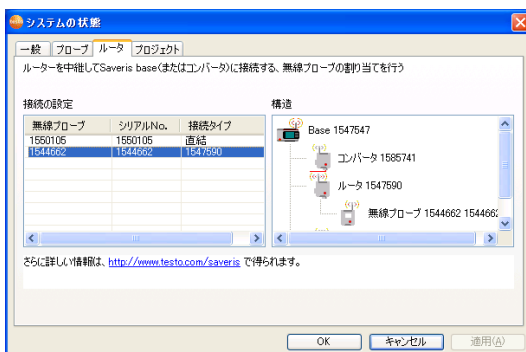 システムの状態
一般 プローブ ルータ プロジェクト
ルーターを中継してSaveris base(またはコンバータ)に接続する、無線プローブの割り当てを行う
接続の設定
無線プローブ シリアルNo. 接続タイプ
1550105 1550105 直結
1544662 1544662 1547590
構造
Base 1547547
コンバータ 1585741
ルータ 1547590
無線プローブ 1544662 154466
さらに詳しい情報は、http://www.testo.com/saveris で得られます。
OK キャンセル 適用(A)